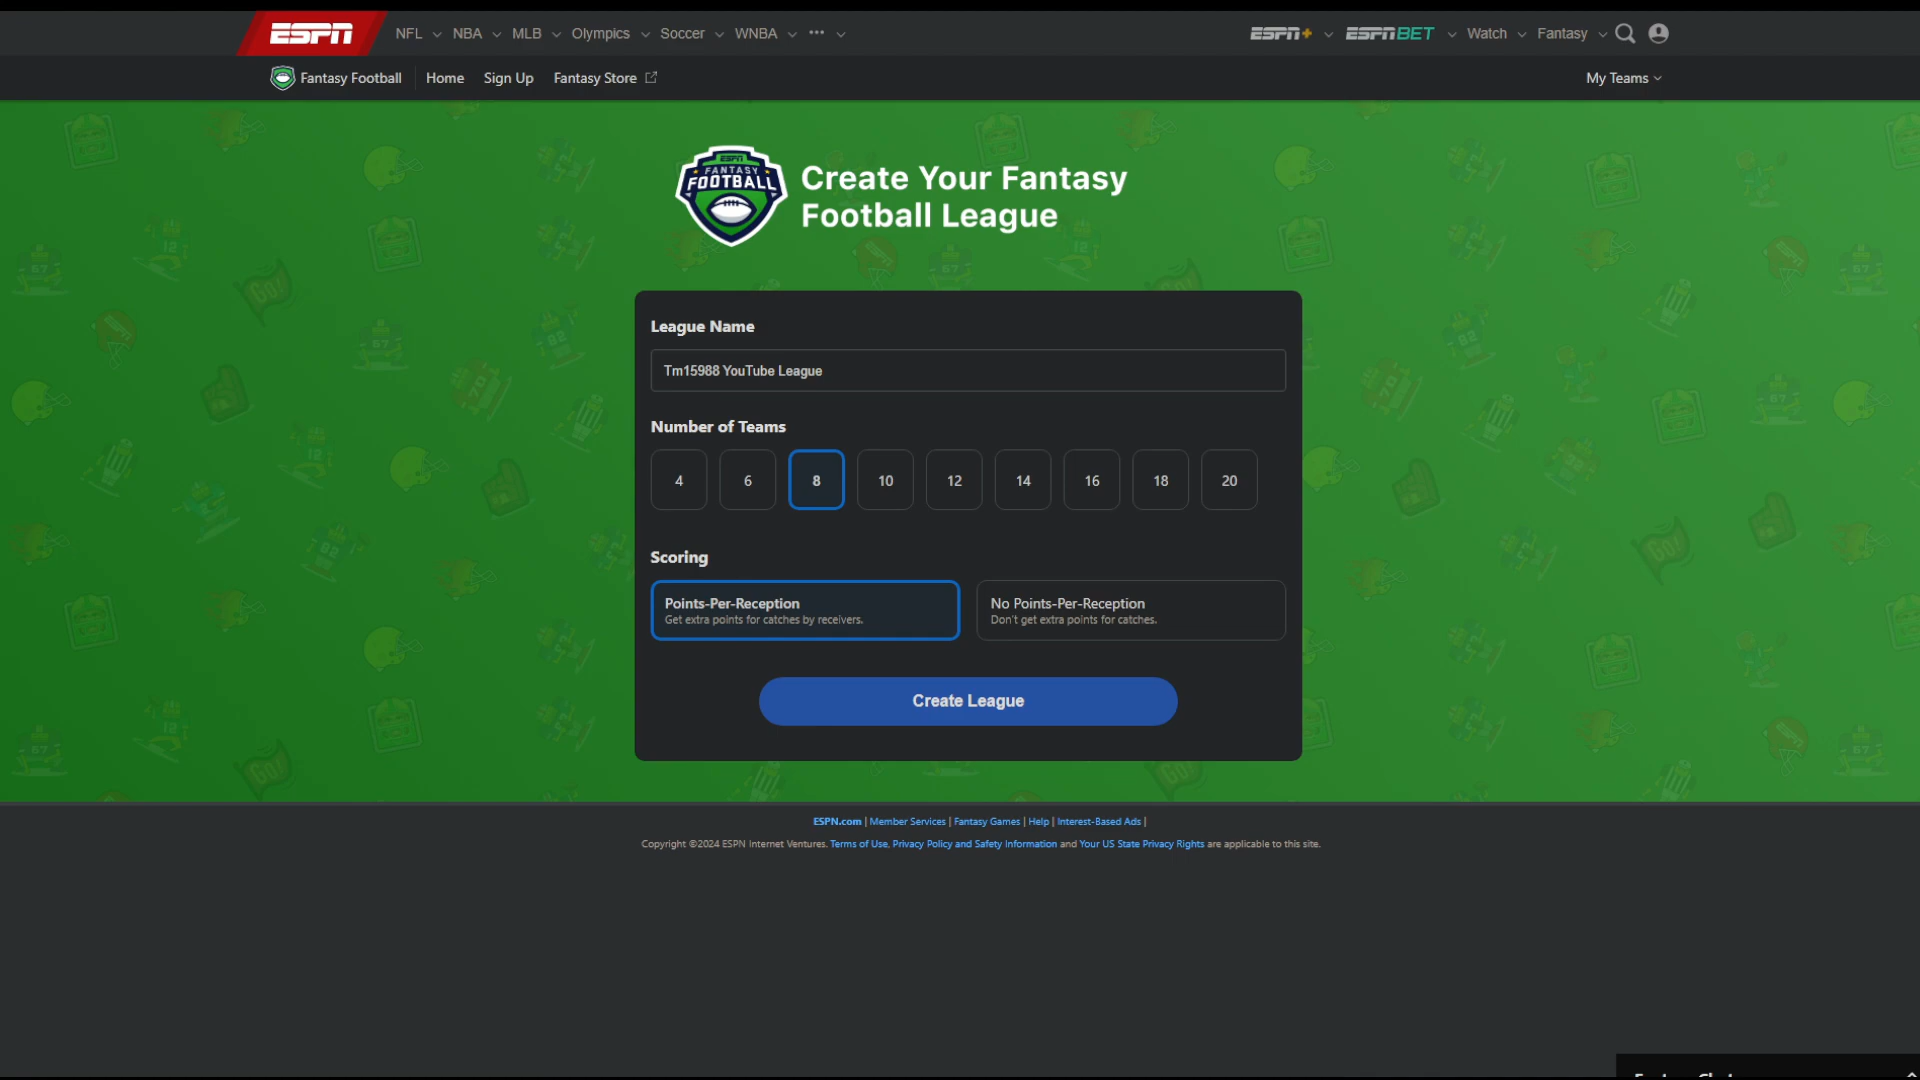 ESPN NFL NBA MLB Olympics Soccer WNBA ••• ESPN+ ESPN BET Watch Fantasy
Fantasy Football Home Sign Up Fantasy Store My Teams
ESPN
FANTASY
FOOTBALL
Create Your Fantasy
Football League
League Name
Tm15988 YouTube League
Number of Teams
4 6 8 10 12 14 16 18 20
Scoring
Points-Per-Reception
Get extra points for catches by receivers.
No Points-Per-Reception
Don't get extra points for catches.
Create League
ESPN.com | Member Services | Fantasy Games | Help | Interest-Based Ads |
Copyright ©2024 ESPN Internet Ventures. Terms of Use, Privacy Policy and Safety Information and Your US State Privacy Rights are applicable to this site.